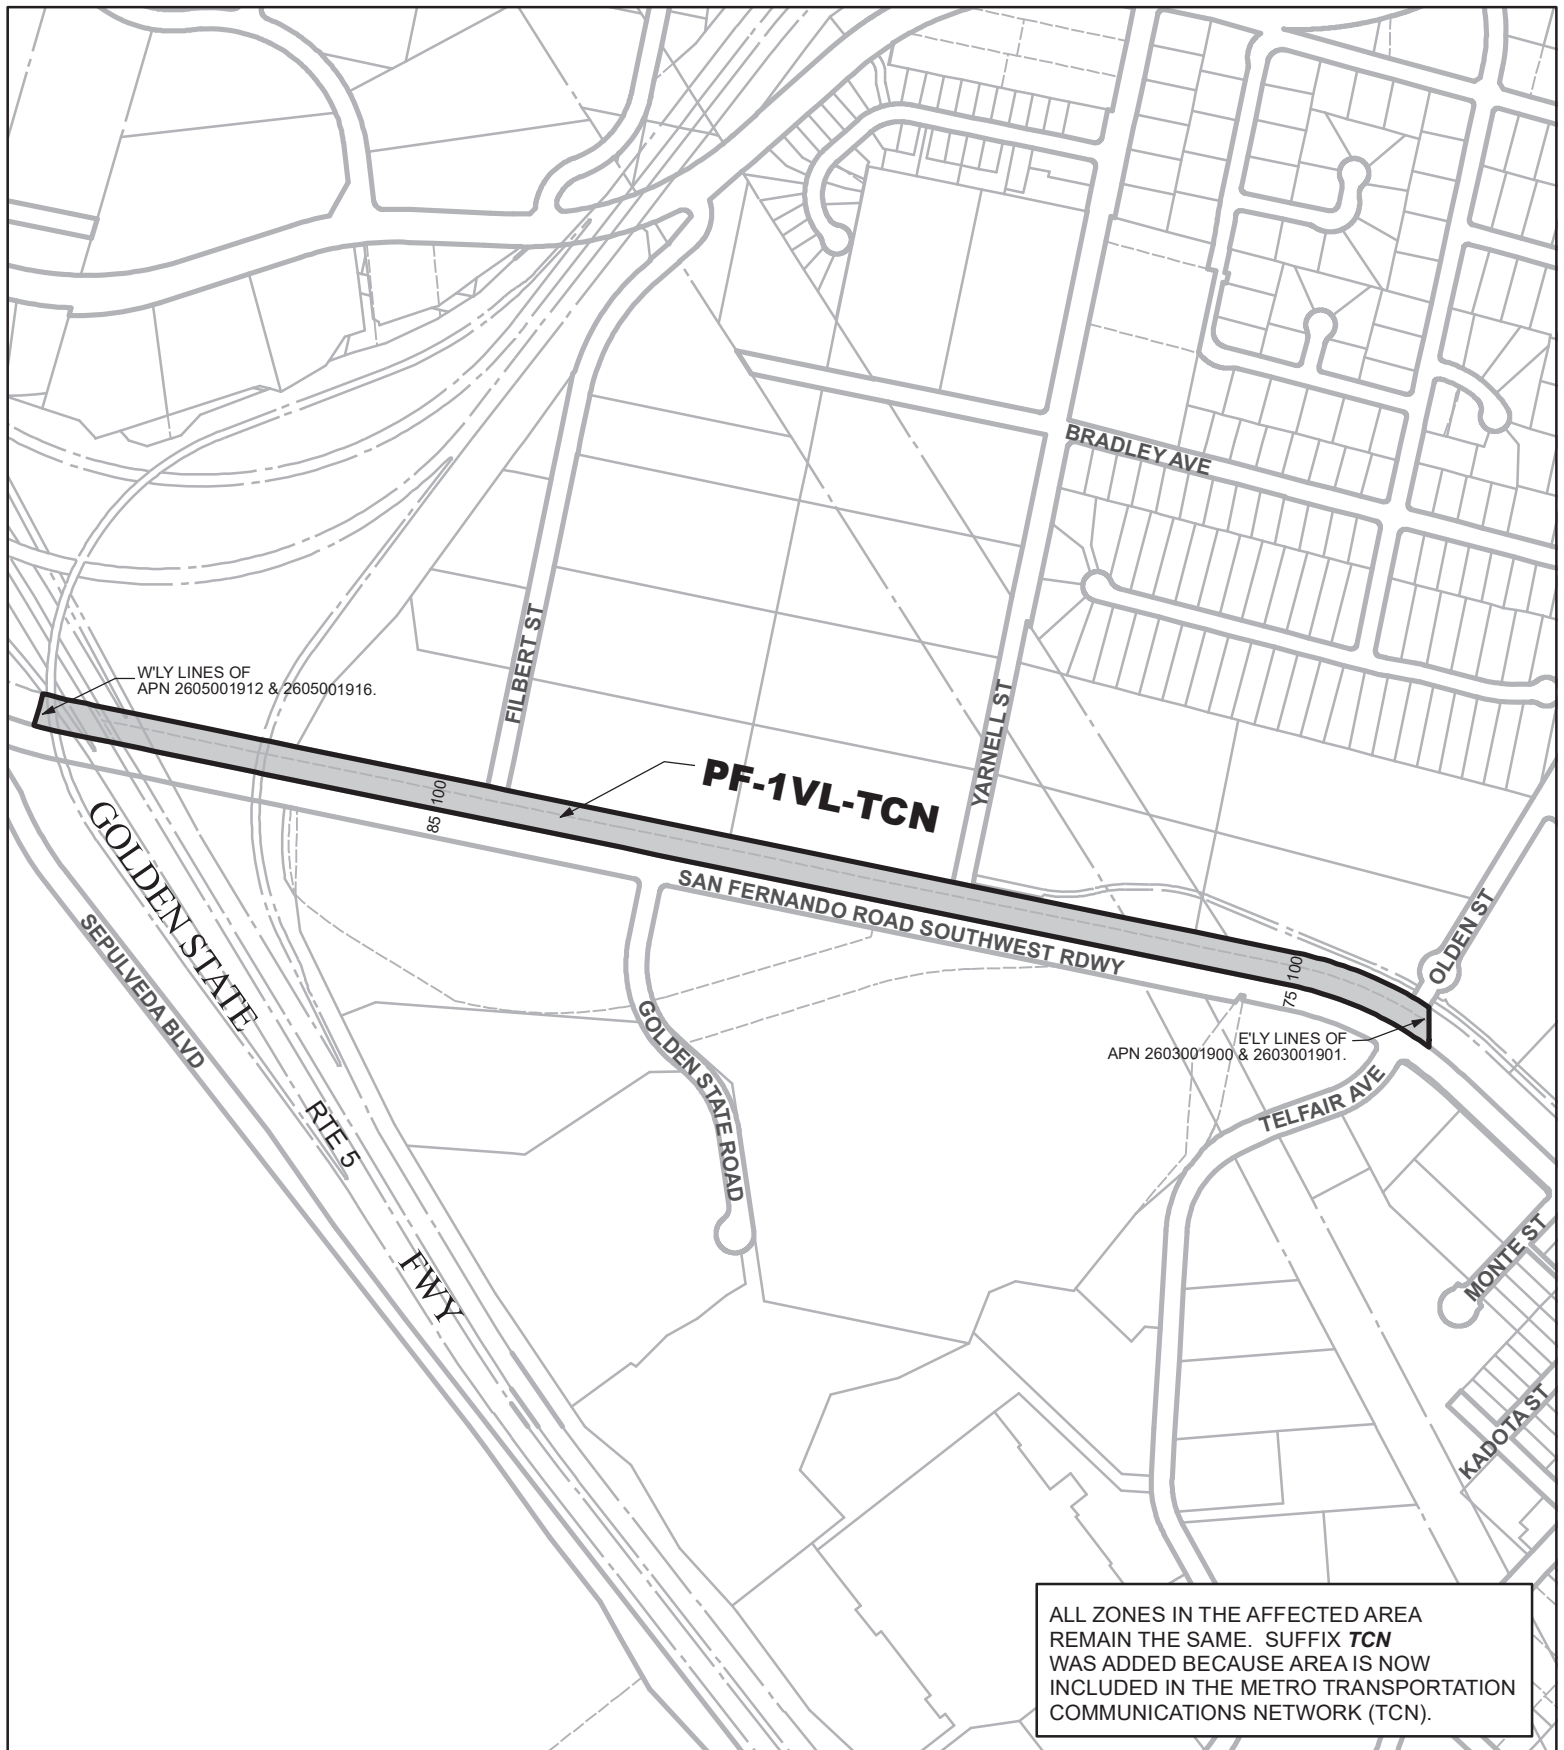 BRADLEY AVE
FILBERT ST
W'LY LINES OF
APN 2605001912 & 2605001916.
YARNELL ST
PF-1VL-TCN
100
85
GOLDEN STATE
SAN FERNANDO ROAD SOUTHWEST RDWY
OLDEN ST
SEPULVEDA BLVD
100
75
GOLDEN STATE ROAD
E'LY LINES OF
APN 2603001900 & 2603001901.
TELFAIR AVE
RTE 5
FWY
MONTE ST
KADOTA ST
ALL ZONES IN THE AFFECTED AREA
REMAIN THE SAME. SUFFIX TCN
WAS ADDED BECAUSE AREA IS NOW
INCLUDED IN THE METRO TRANSPORTATION
COMMUNICATIONS NETWORK (TCN).